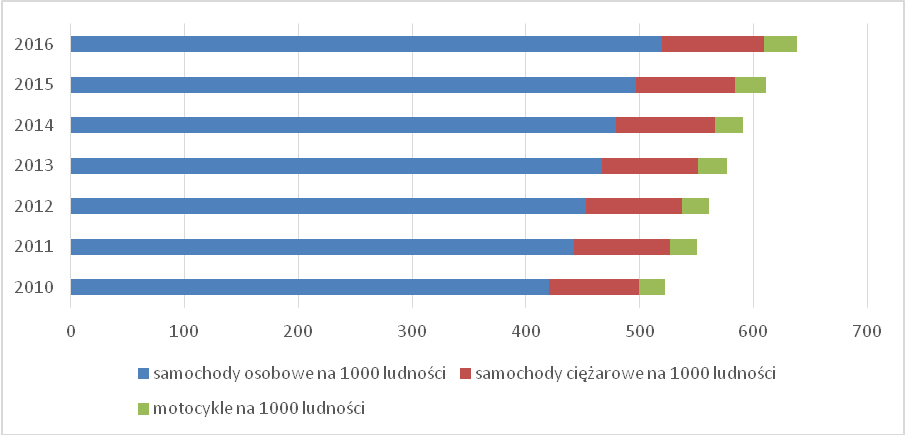 2016
2015
2014
2013
2012
2011
2010
0 100 200 300 400 500 600 700
samochody osobowe na 1000 ludności samochody ciężarowe na 1000 ludności
motocykle na 1000 ludności